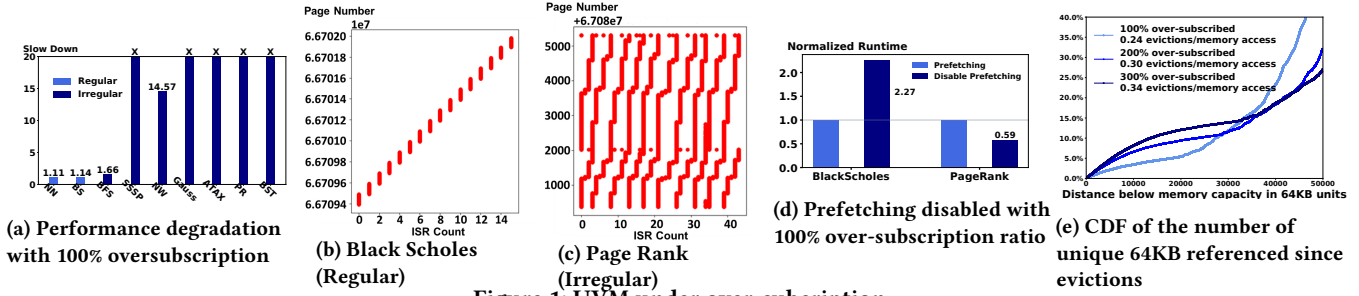 Slow Down
20
15
10
5
0
Regular
Irregular
1.11
1.14
1.66
X
14.57
X
X
X
X
NN
BS
BFS
SSSP
NW
Gauss
ATAX
PR
BST
(a) Performance degradation
with 100% oversubscription
Page Number
1e7
6.67020
6.67018
6.67016
6.67014
6.67012
6.67010
6.67098
6.67096
6.67094
0 2 4 6 8 10 12 14
ISR Count
(b) Black Scholes
(Regular)
Page Number
+6.708e7
5000
4000
3000
2000
1000
0 10 20 30 40
ISR Count
(c) Page Rank
(Irregular)
Normalized Runtime
2.0
1.5
1.0
0.5
0.0
Prefetching
Disable Prefetching
2.27
0.59
BlackScholes PageRank
(d) Prefetching disabled with
100% over-subscription ratio
40.0%
35.0%
30.0%
25.0%
20.0%
15.0%
10.0%
5.0%
0.0%
100% over-subscribed
0.24 evictions/memory access
200% over-subscribed
0.30 evictions/memory access
300% over-subscribed
0.34 evictions/memory access
0 10000 20000 30000 40000 50000
Distance below memory capacity in 64KB units
(e) CDF of the number of
unique 64KB referenced since
evictions
Figure 1: UVM under over-subcription